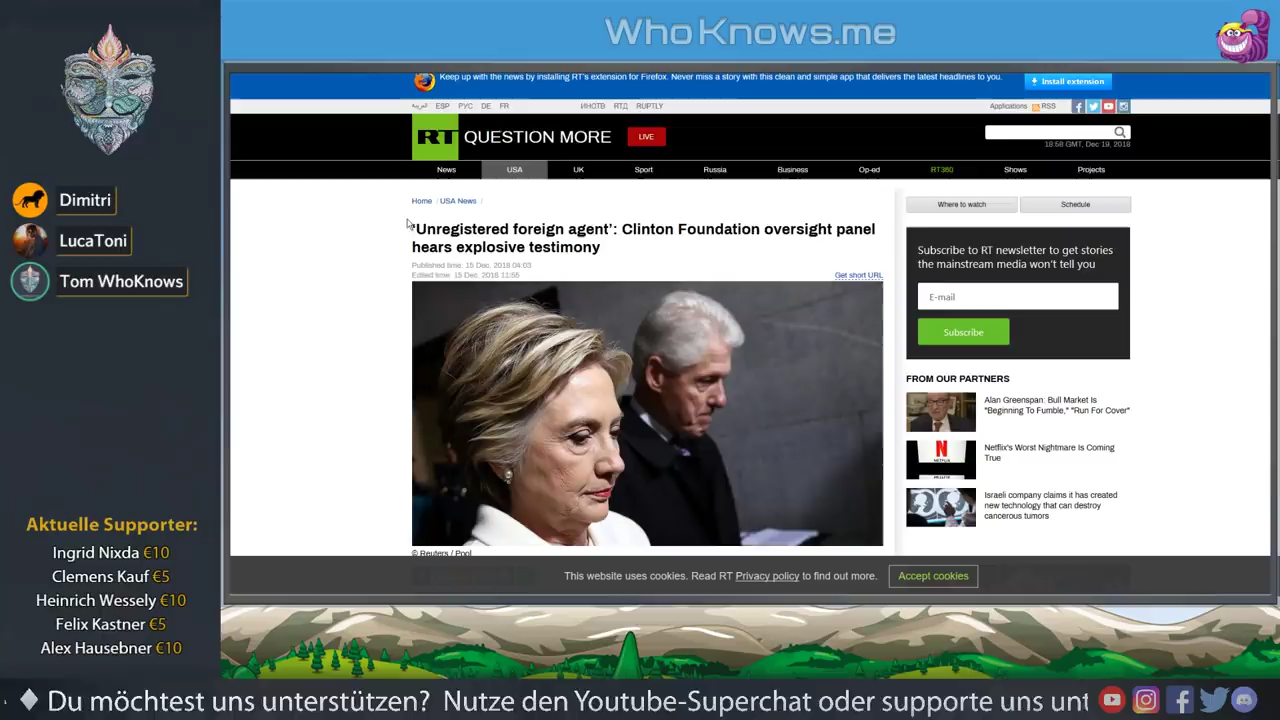 WhoKnows.me
Dimitri
LucaToni
Tom WhoKnows
Aktuelle Supporter:
Ingrid Nixda €10
Clemens Kauf €5
Heinrich Wessely €10
Felix Kastner €5
Alex Hausebner €10
Keep up with the news by installing RT's extension for Firefox. Never miss a story with this clean and simple app that delivers the latest headlines to you.
Install extension
العربية ESP РУС DE FR ИНОТВ РТД RUPTLY
Applications RSS
RT QUESTION MORE LIVE
18:58 GMT, Dec 19, 2018
News USA UK Sport Russia Business Op-ed RT360 Shows Projects
Home / USA News /
'Unregistered foreign agent': Clinton Foundation oversight panel
hears explosive testimony
Published time: 15 Dec, 2018 04:03
Edited time: 15 Dec, 2018 11:55
Get short URL
© Reuters / Pool
Where to watch
Schedule
Subscribe to RT newsletter to get stories
the mainstream media won't tell you
E-mail
Subscribe
FROM OUR PARTNERS
Alan Greenspan: Bull Market Is
"Beginning To Fumble," "Run For Cover"
NETFLIX
Netflix's Worst Nightmare Is Coming
True
Israeli company claims it has created
new technology that can destroy
cancerous tumors
This website uses cookies. Read RT Privacy policy to find out more.
Accept cookies
Du möchtest uns unterstützen? Nutze den Youtube-Superchat oder supporte uns unt